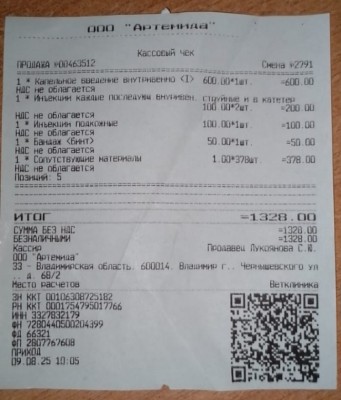 ООО "Артемида"
Кассовый чек
ПРОДАЖА №00463512 Смена №2791
1 * Капельное введение внутривенно (I) 600.00*1шт. =600.00
НДС не облагается
1 * Инъекции каждые последующ внутривен. струйные и в катетер
100.00*2шт. =200.00
НДС не облагается
1 * Инъекции подкожные 100.00*1шт. =100.00
НДС не облагается
1 * Бандаж (бинт) 50.00*1шт. =50.00
НДС не облагается
1 * Сопутствующие материалы 1.00*378шт. =378.00
НДС не облагается
Позиций: 5
ИТОГ =1328.00
СУММА БЕЗ НДС =1328.00
БЕЗНАЛИЧНЫМИ =1328.00
Кассир Продавец Лукоянова С.
ООО "Артемида"
33 - Владимирская область. 600014. Владимир г.. Чернышевского ул
.. д. 68/2
Место расчетов Ветклиника
ЗН ККТ 00106308725182
РН ККТ 0001754795017766
ИНН 3327832179
ФН 7280440500204399
ФД 66321
ФП 2807767608
ПРИХОД
09.08.25 10:05